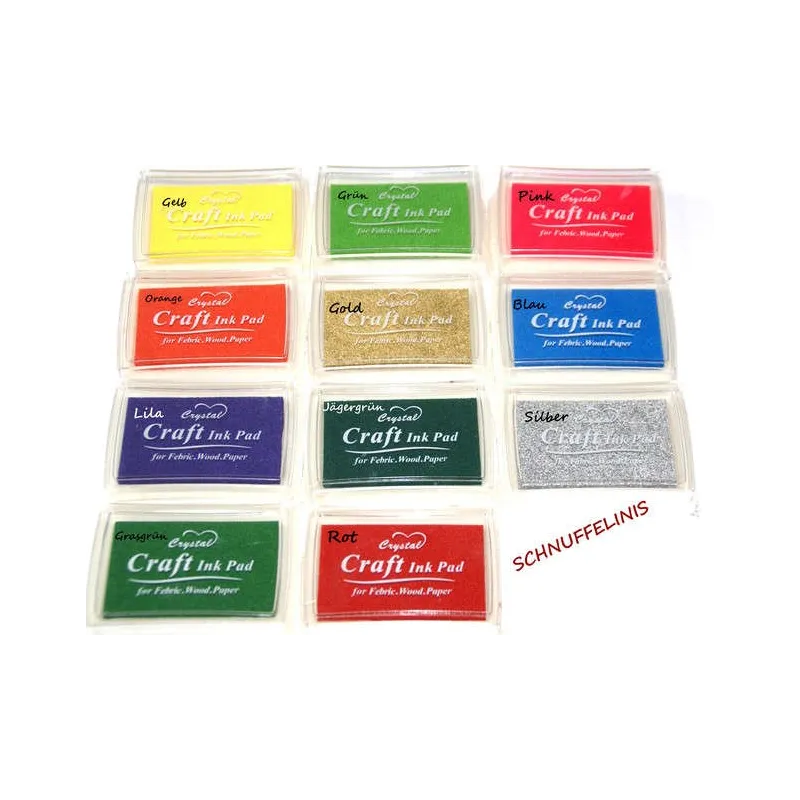 Gelb
Crystal
Craft Ink Pad
for Febric.Wood.Paper
Grün
Crystal
Craft Ink Pad
for Febric.Wood.Paper
Pink
Crystal
Craft Ink Pad
for Febric.Wood.Paper
Orange
Crystal
Craft Ink Pad
for Febric.Wood.Paper
Gold
Crystal
Craft Ink Pad
for Febric.Wood.Paper
Blau
Crystal
Craft Ink Pad
for Febric.Wood.Paper
Lila
Crystal
Craft Ink Pad
for Febric.Wood.Paper
Jägergrün
Crystal
Craft Ink Pad
for Febric.Wood.Paper
Silber
Crystal
Craft Ink Pad
for Febric.Wood.Paper
Grasgrün
Crystal
Craft Ink Pad
for Febric.Wood.Paper
Rot
Crystal
Craft Ink Pad
for Febric.Wood.Paper
SCHNUFFELINIS